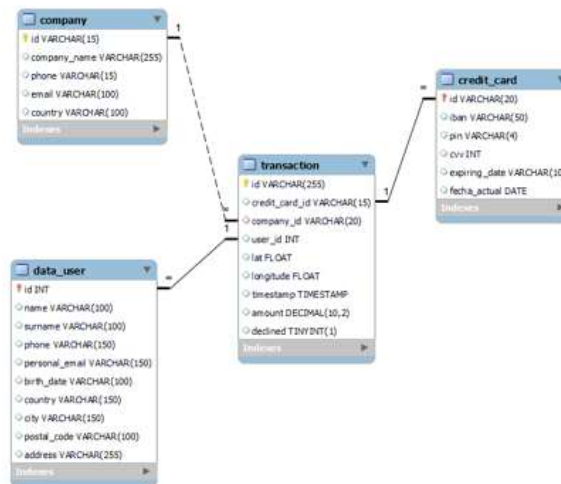 company
id VARCHAR(15)
company_name VARCHAR(255)
phone VARCHAR(15)
email VARCHAR(100)
country VARCHAR(100)
Indexes
1
∞
credit_card
id VARCHAR(20)
iban VARCHAR(50)
pin VARCHAR(4)
cvv INT
expiring_date VARCHAR(10
fecha_actual DATE
Indexes
∞
1
transaction
id VARCHAR(255)
credit_card_id VARCHAR(15)
company_id VARCHAR(20)
user_id INT
lat FLOAT
longitude FLOAT
timestamp TIMESTAMP
amount DECIMAL(10,2)
declined TINYINT(1)
Indexes
1
∞
data_user
id INT
name VARCHAR(100)
surname VARCHAR(100)
phone VARCHAR(150)
personal_email VARCHAR(150)
birth_date VARCHAR(100)
country VARCHAR(150)
city VARCHAR(150)
postal_code VARCHAR(100)
address VARCHAR(255)
Indexes